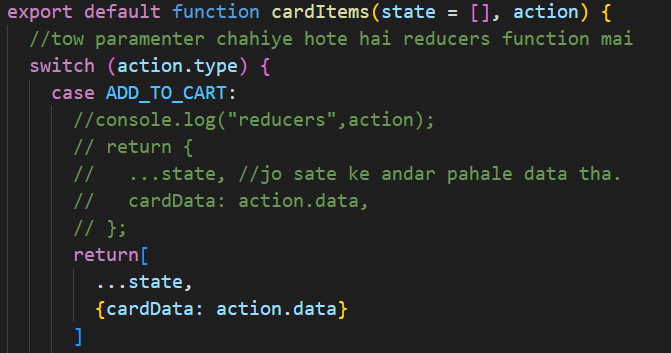 export default function cardItems(state = [], action) {
//tow paramenter chahiye hote hai reducers function mai
switch (action.type) {
case ADD_TO_CART:
//console.log("reducers",action);
// return {
//   ...state, //jo sate ke andar pahale data tha.
//   cardData: action.data,
// };
return[
...state,
{cardData: action.data}
]